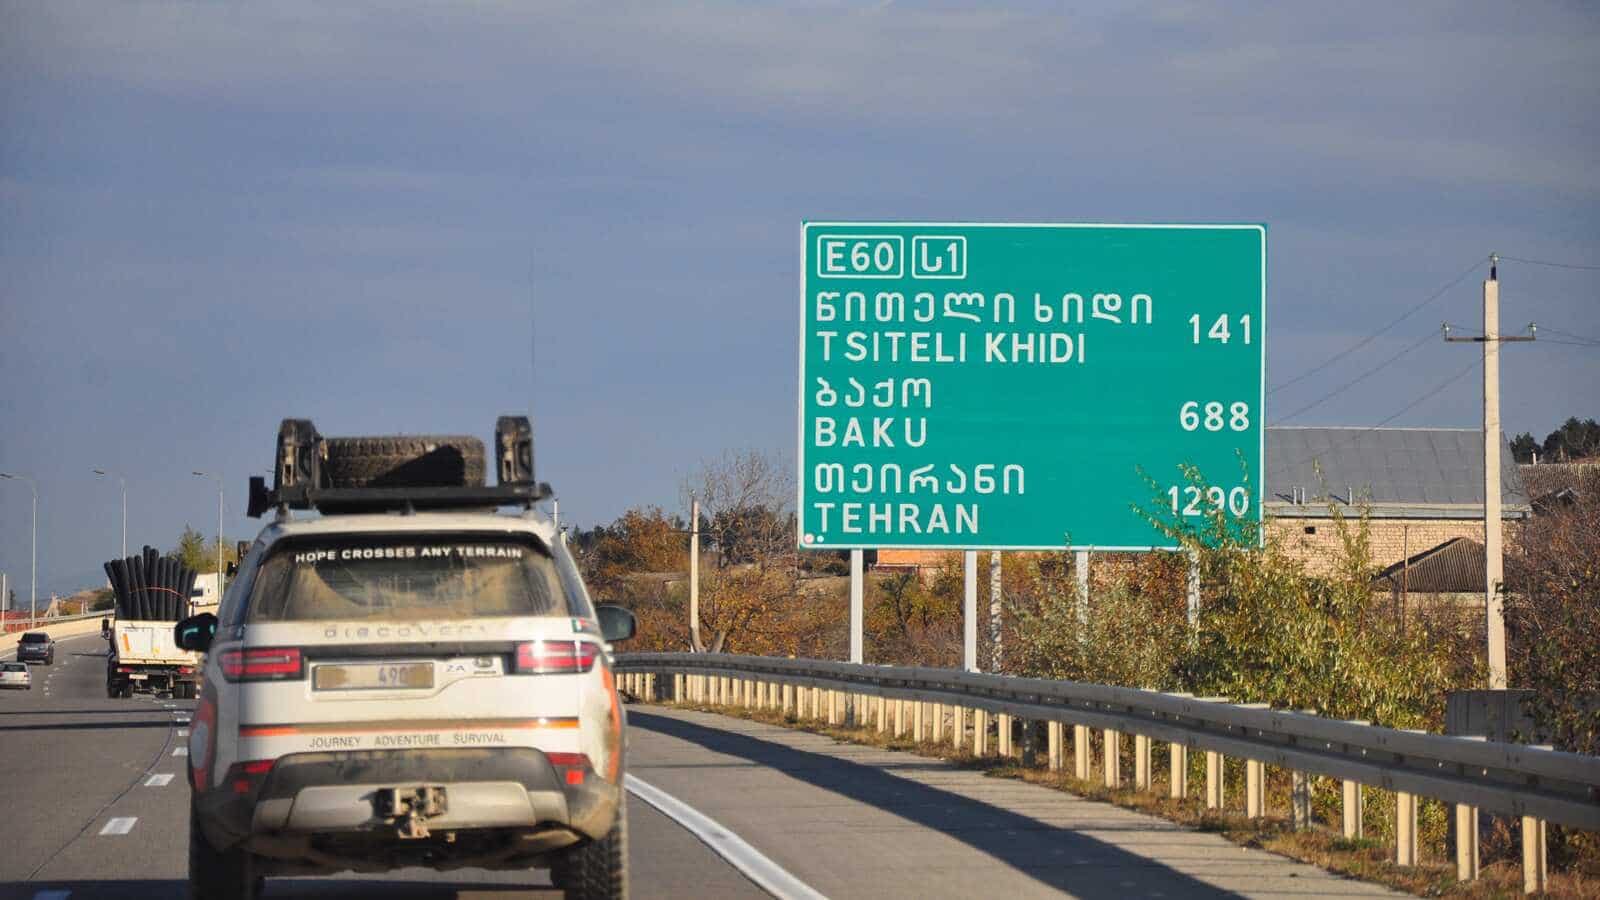 E60 ს1
წითელი ხიდი
TSITELI KHIDI
141
ბაქო
BAKU
688
თეირანი
TEHRAN
1290
HOPE CROSSES ANY TERRAIN
DISCOVERY
490
ZA
JOURNEY ADVENTURE SURVIVAL